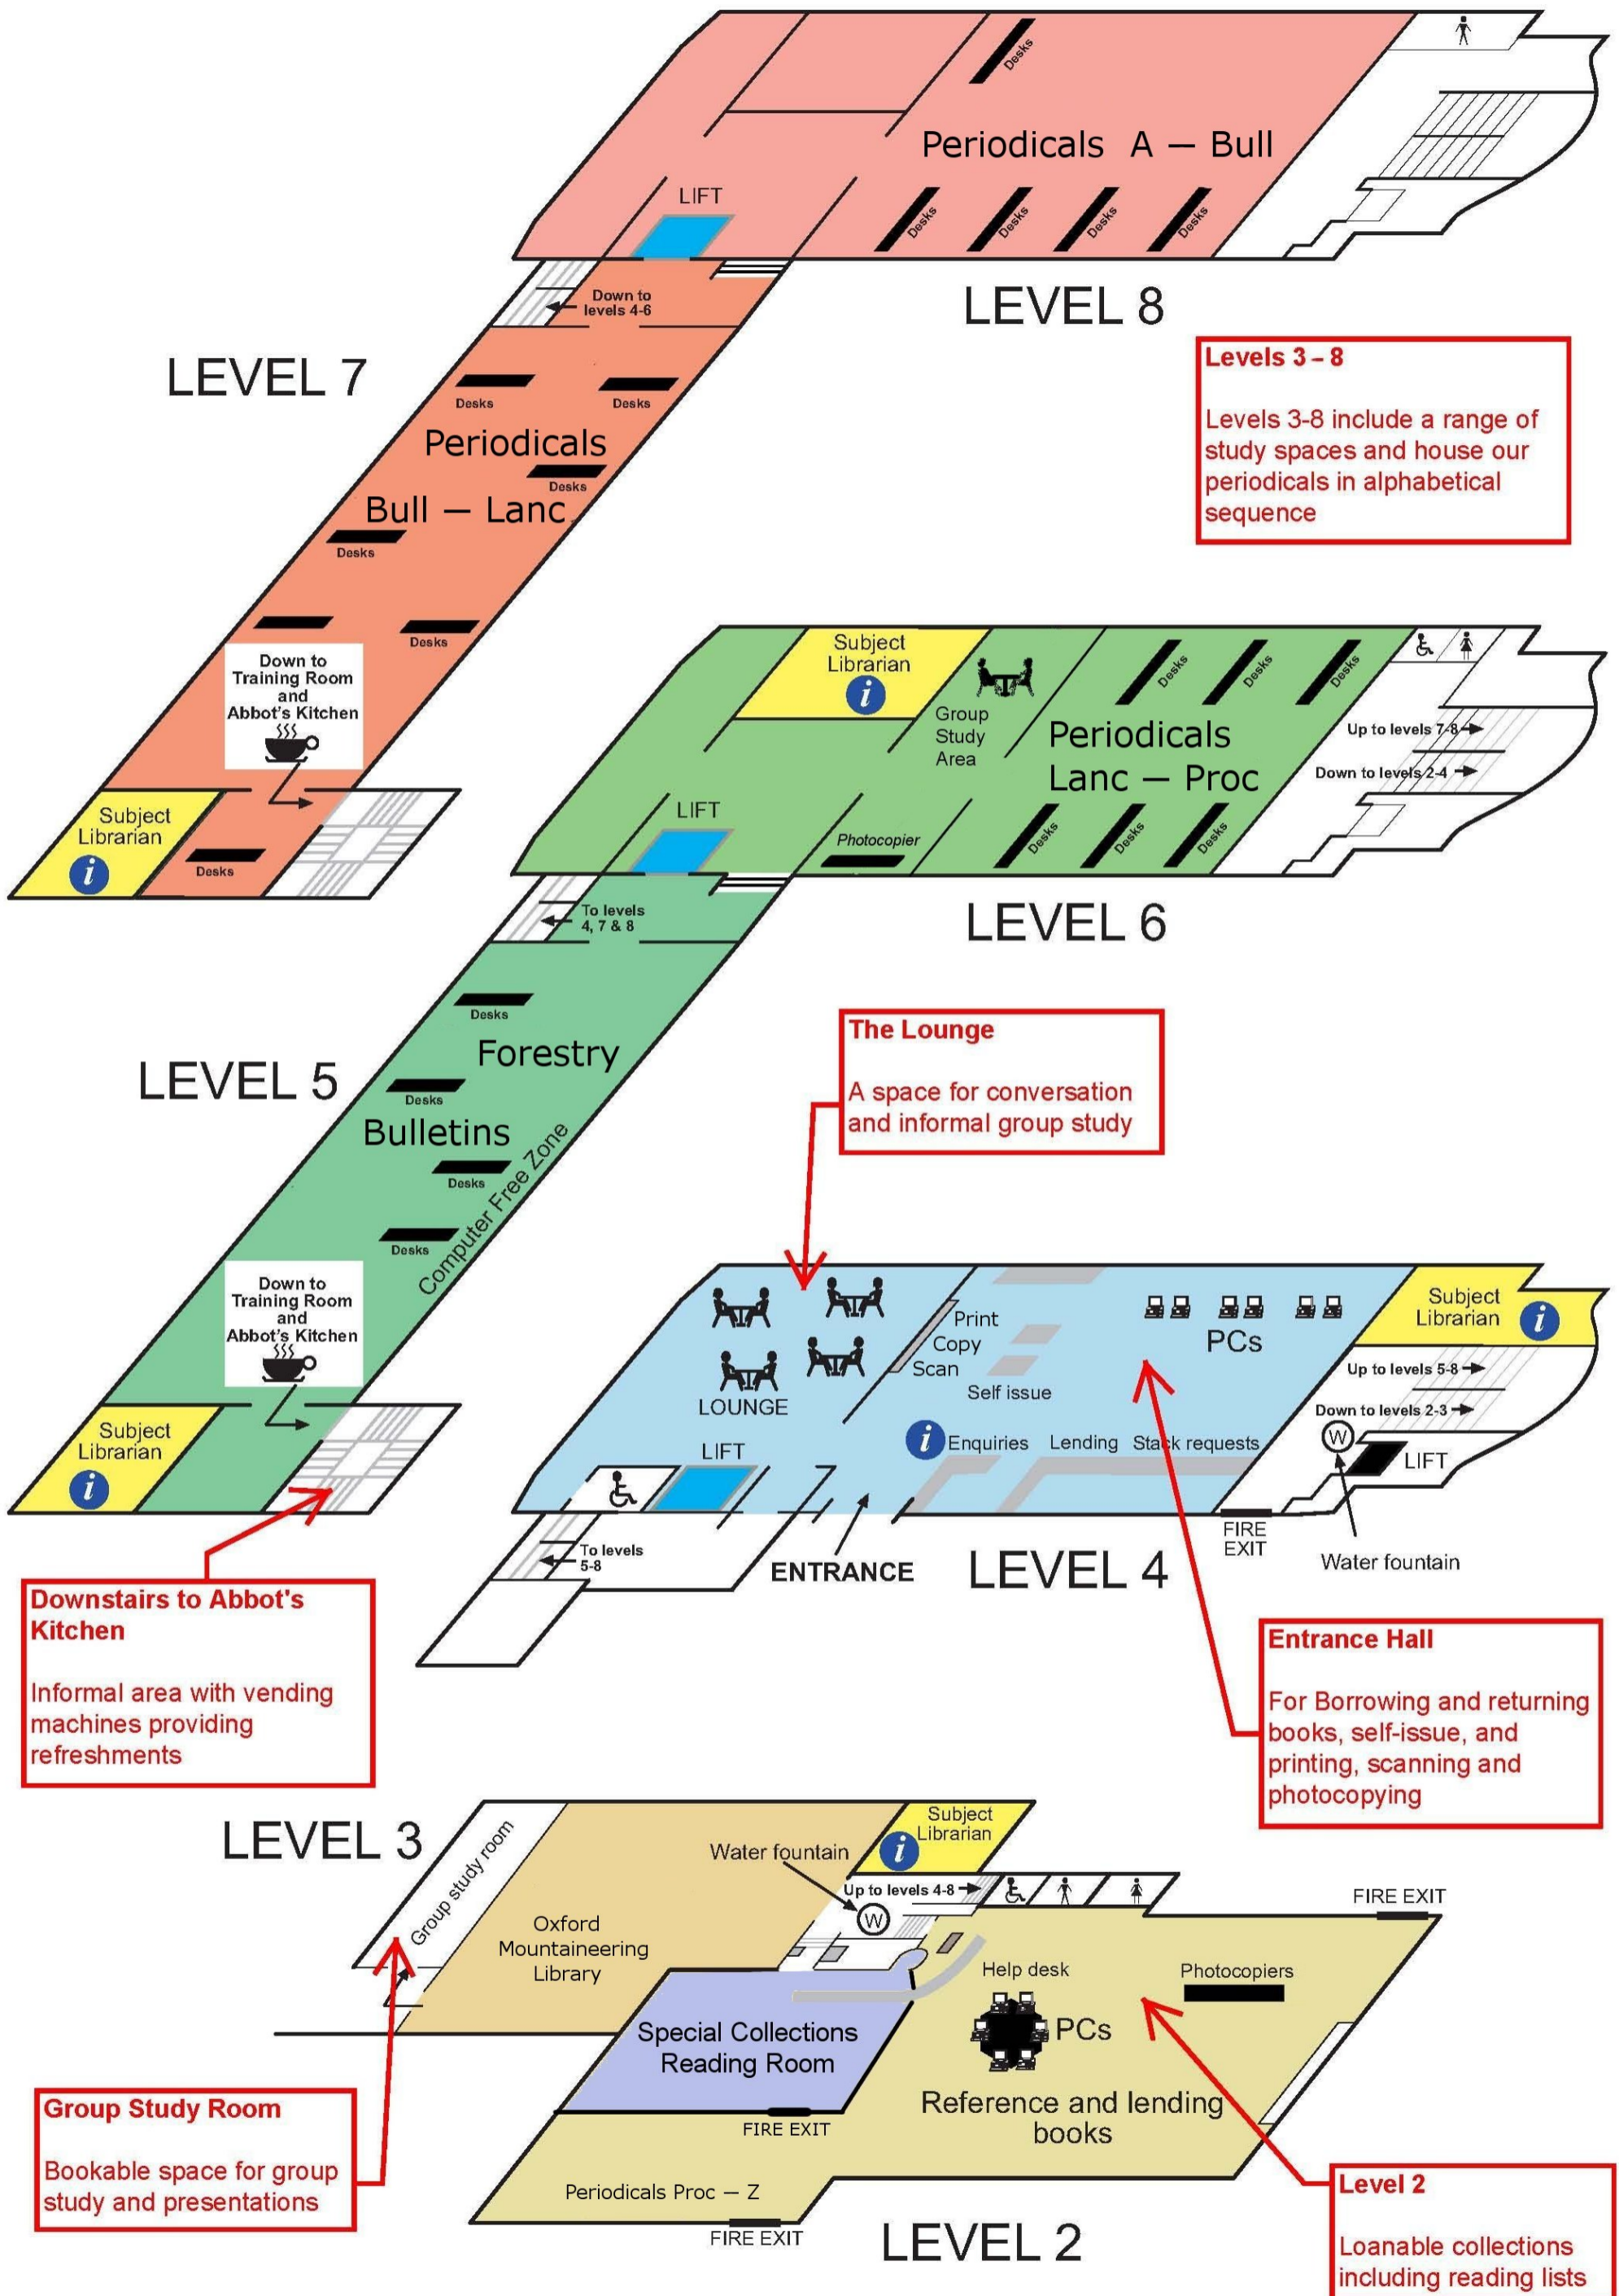 Desks
Periodicals A — Bull
LIFT
Desks
Desks
Desks
Desks
LEVEL 8
Down to
levels 4-6
LEVEL 7
Desks
Desks
Periodicals
Desks
Bull — Lanc
Desks
Desks
Down to
Training Room
and
Abbot's Kitchen
Subject
Librarian
i
Desks
Levels 3 – 8
Levels 3-8 include a range of
study spaces and house our
periodicals in alphabetical
sequence
Subject
Librarian
i
Group
Study
Area
Desks
Desks
Desks
Periodicals
Lanc — Proc
Up to levels 7-8
Down to levels 2-4
LIFT
Photocopier
Desks
Desks
Desks
LEVEL 6
To levels
4, 7 & 8
LEVEL 5
Desks
Forestry
Desks
Bulletins
Desks
Desks
Computer Free Zone
Down to
Training Room
and
Abbot's Kitchen
Subject
Librarian
i
The Lounge
A space for conversation
and informal group study
LOUNGE
Print
Copy
Scan
Self issue
PCs
Subject
Librarian
i
Up to levels 5-8
Down to levels 2-3
W
LIFT
i Enquiries Lending Stack requests
LIFT
To levels
5-8
ENTRANCE
LEVEL 4
FIRE
EXIT
Water fountain
Downstairs to Abbot's
Kitchen
Informal area with vending
machines providing
refreshments
Entrance Hall
For Borrowing and returning
books, self-issue, and
printing, scanning and
photocopying
LEVEL 3
Group study room
Oxford
Mountaineering
Library
Water fountain
Subject
Librarian
i
Up to levels 4-8
W
FIRE EXIT
Help desk
Photocopiers
PCs
Special Collections
Reading Room
Reference and lending
books
FIRE EXIT
Periodicals Proc — Z
FIRE EXIT
LEVEL 2
Group Study Room
Bookable space for group
study and presentations
Level 2
Loanable collections
including reading lists